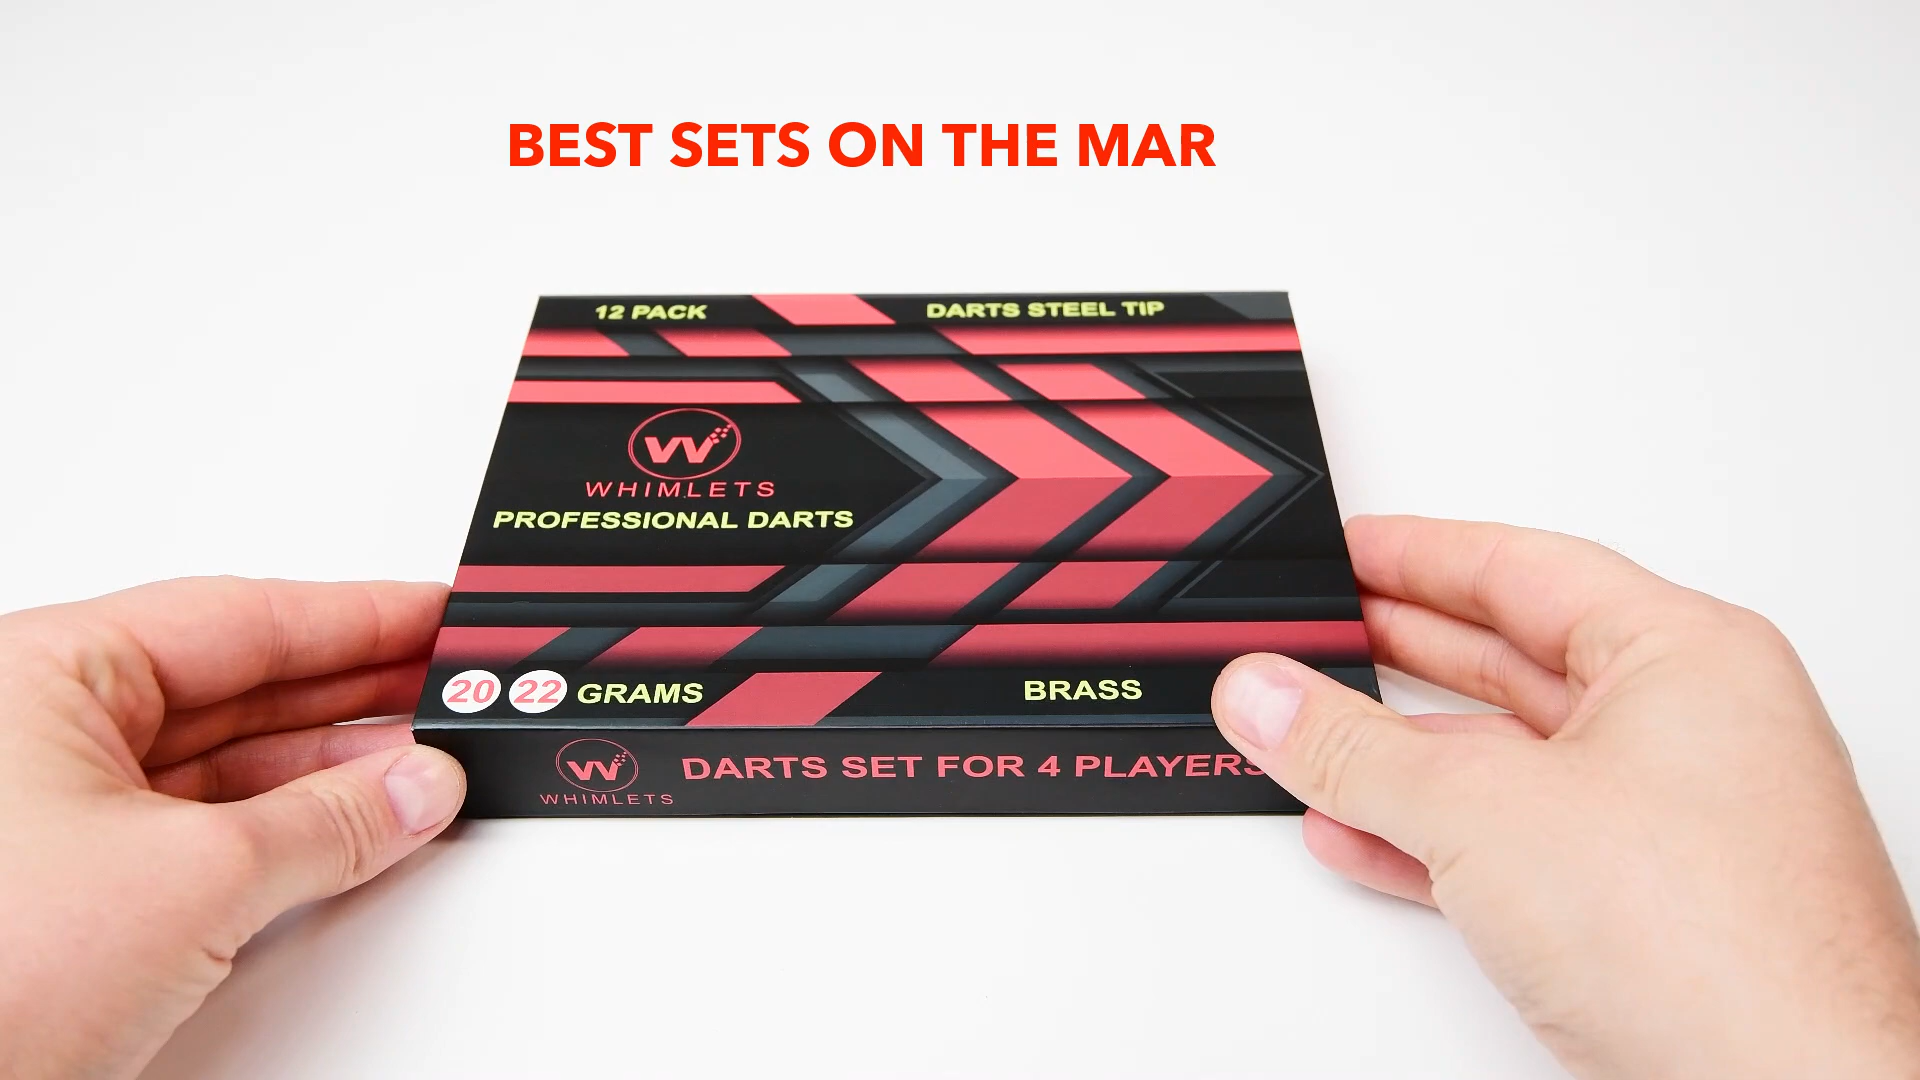 BEST SETS ON THE MAR
12 PACK
DARTS STEEL TIP
W
WHIMLETS
PROFESSIONAL DARTS
20 22 GRAMS
BRASS
W
WHIMLETS
DARTS SET FOR 4 PLAYERS